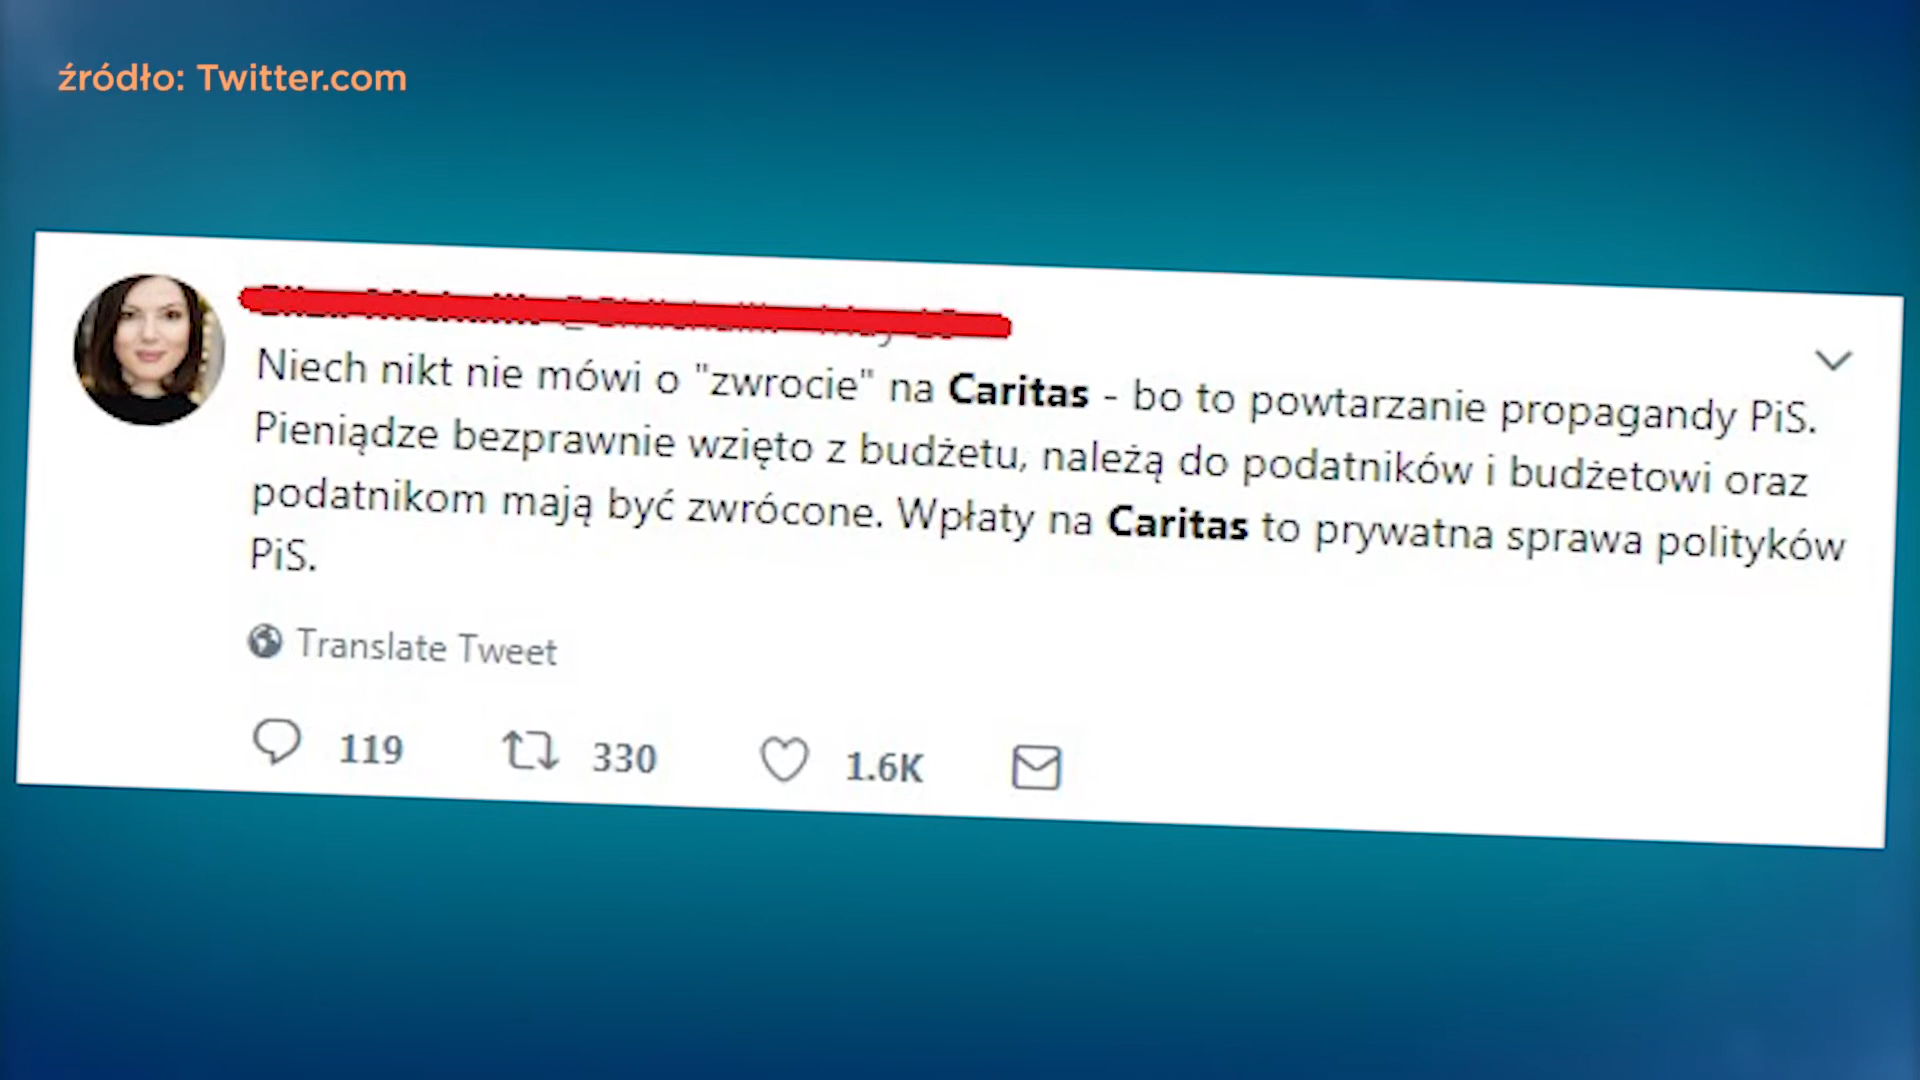 źródło: Twitter.com
Niech nikt nie mówi o "zwrocie" na Caritas - bo to powtarzanie propagandy PiS.
Pieniądze bezprawnie wzięto z budżetu, należą do podatników i budżetowi oraz
podatnikom mają być zwrócone. Wpłaty na Caritas to prywatna sprawa polityków
PiS.
Translate Tweet
119 330 1.6K